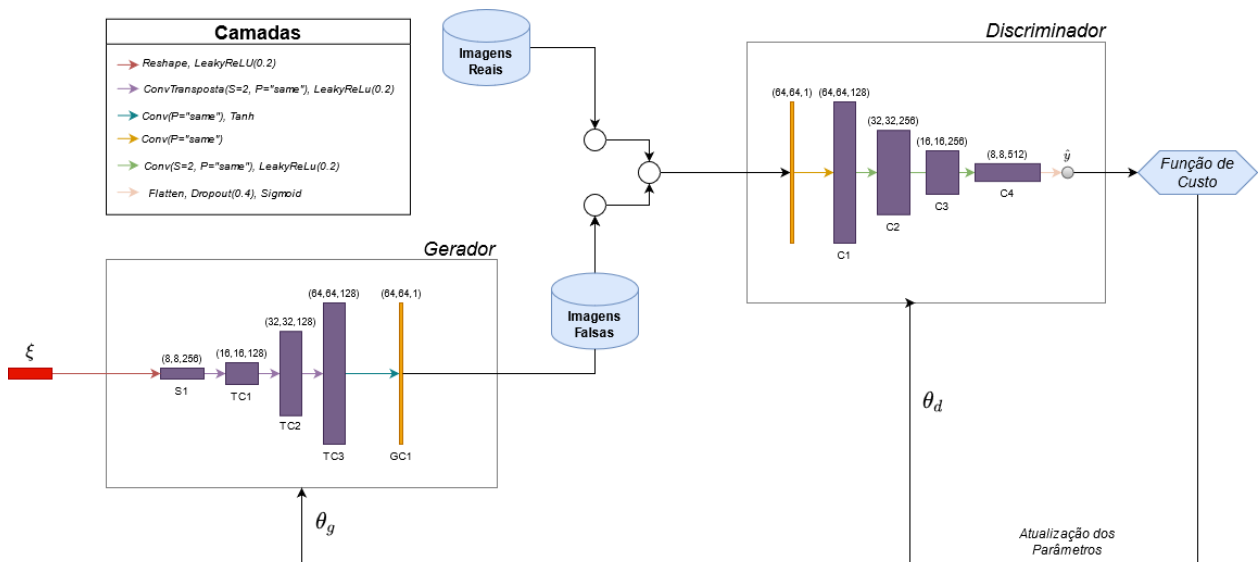 Camadas
Reshape, LeakyReLU(0.2)
ConvTransposta(S=2, P="same"), LeakyReLu(0.2)
Conv(P="same"), Tanh
Conv(P="same")
Conv(S=2, P="same"), LeakyReLu(0.2)
Flatten, Dropout(0.4), Sigmoid
Imagens
Reais
Discriminador
(64,64,1)
(64,64,128)
(32,32,256)
(16,16,256)
(8,8,512)
ŷ
C1
C2
C3
C4
Função de
Custo
Gerador
ξ
(8,8,256)
(16,16,128)
(32,32,128)
(64,64,128)
(64,64,1)
S1
TC1
TC2
TC3
GC1
Imagens
Falsas
θ_g
θ_d
Atualização dos
Parâmetros